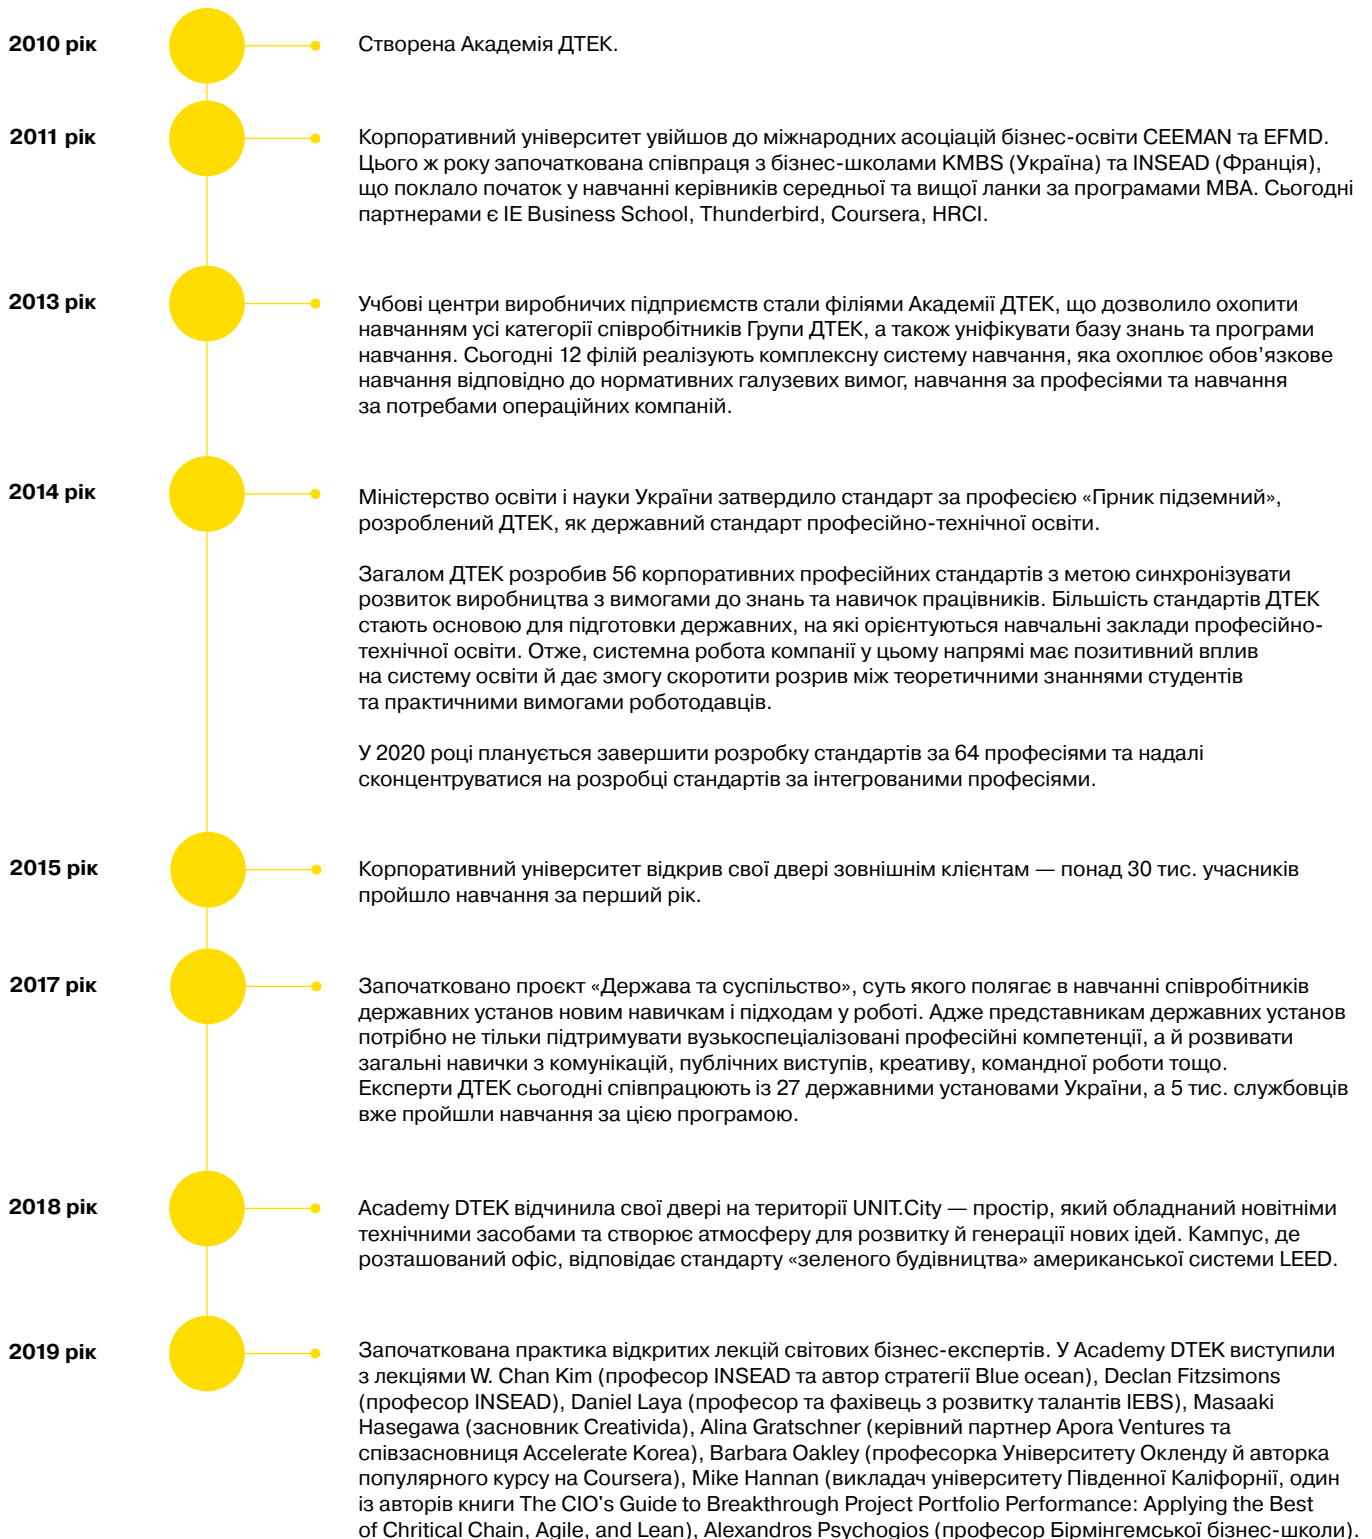 2010 рік
Створена Академія ДТЕК.
2011 рік
Корпоративний університет увійшов до міжнародних асоціацій бізнес-освіти CEEMAN та EFMD.
Цього ж року започаткована співпраця з бізнес-школами KMBS (Україна) та INSEAD (Франція),
що поклало початок у навчанні керівників середньої та вищої ланки за програмами MBA. Сьогодні
партнерами є IE Business School, Thunderbird, Coursera, HRCI.
2013 рік
Учбові центри виробничих підприємств стали філіями Академії ДТЕК, що дозволило охопити
навчанням усі категорії співробітників Групи ДТЕК, а також уніфікувати базу знань та програми
навчання. Сьогодні 12 філій реалізують комплексну систему навчання, яка охоплює обов’язкове
навчання відповідно до нормативних галузевих вимог, навчання за професіями та навчання
за потребами операційних компаній.
2014 рік
Міністерство освіти і науки України затвердило стандарт за професією «Гірник підземний»,
розроблений ДТЕК, як державний стандарт професійно-технічної освіти.
Загалом ДТЕК розробив 56 корпоративних професійних стандартів з метою синхронізувати
розвиток виробництва з вимогами до знань та навичок працівників. Більшість стандартів ДТЕК
стають основою для підготовки державних, на які орієнтуються навчальні заклади професійно-
технічної освіти. Отже, системна робота компанії у цьому напрямі має позитивний вплив
на систему освіти й дає змогу скоротити розрив між теоретичними знаннями студентів
та практичними вимогами роботодавців.
У 2020 році планується завершити розробку стандартів за 64 професіями та надалі
сконцентруватися на розробці стандартів за інтегрованими професіями.
2015 рік
Корпоративний університет відкрив свої двері зовнішнім клієнтам — понад 30 тис. учасників
пройшло навчання за перший рік.
2017 рік
Започатковано проєкт «Держава та суспільство», суть якого полягає в навчанні співробітників
державних установ новим навичкам і підходам у роботі. Адже представникам державних установ
потрібно не тільки підтримувати вузькоспеціалізовані професійні компетенції, а й розвивати
загальні навички з комунікацій, публічних виступів, креативу, командної роботи тощо.
Експерти ДТЕК сьогодні співпрацюють із 27 державними установами України, а 5 тис. службовців
вже пройшли навчання за цією програмою.
2018 рік
Academy DTEK відчинила свої двері на території UNIT.City — простір, який обладнаний новітніми
технічними засобами та створює атмосферу для розвитку й генерації нових ідей. Кампус, де
розташований офіс, відповідає стандарту «зеленого будівництва» американської системи LEED.
2019 рік
Започаткована практика відкритих лекцій світових бізнес-експертів. У Academy DTEK виступили
з лекціями W. Chan Kim (професор INSEAD та автор стратегії Blue ocean), Declan Fitzsimons
(професор INSEAD), Daniel Laya (професор та фахівець з розвитку талантів IEBS), Masaaki
Hasegawa (засновник Creativida), Alina Gratschner (керівний партнер Apora Ventures та
співзасновниця Accelerate Korea), Barbara Oakley (професорка Університету Окленду й авторка
популярного курсу на Coursera), Mike Hannan (викладач університету Південної Каліфорнії, один
із авторів книги The CIO's Guide to Breakthrough Project Portfolio Performance: Applying the Best
of Chritical Chain, Agile, and Lean), Alexandros Psychogios (професор Бірмінгемської бізнес-школи).